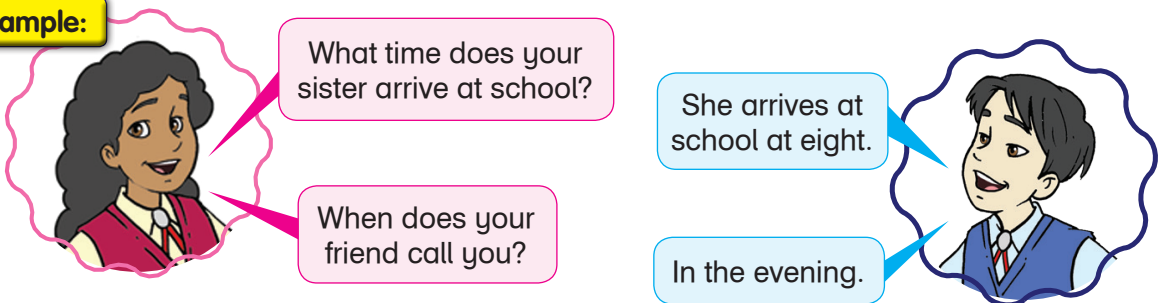 ample:
What time does your
sister arrive at school?
She arrives at
school at eight.
When does your
friend call you?
In the evening.